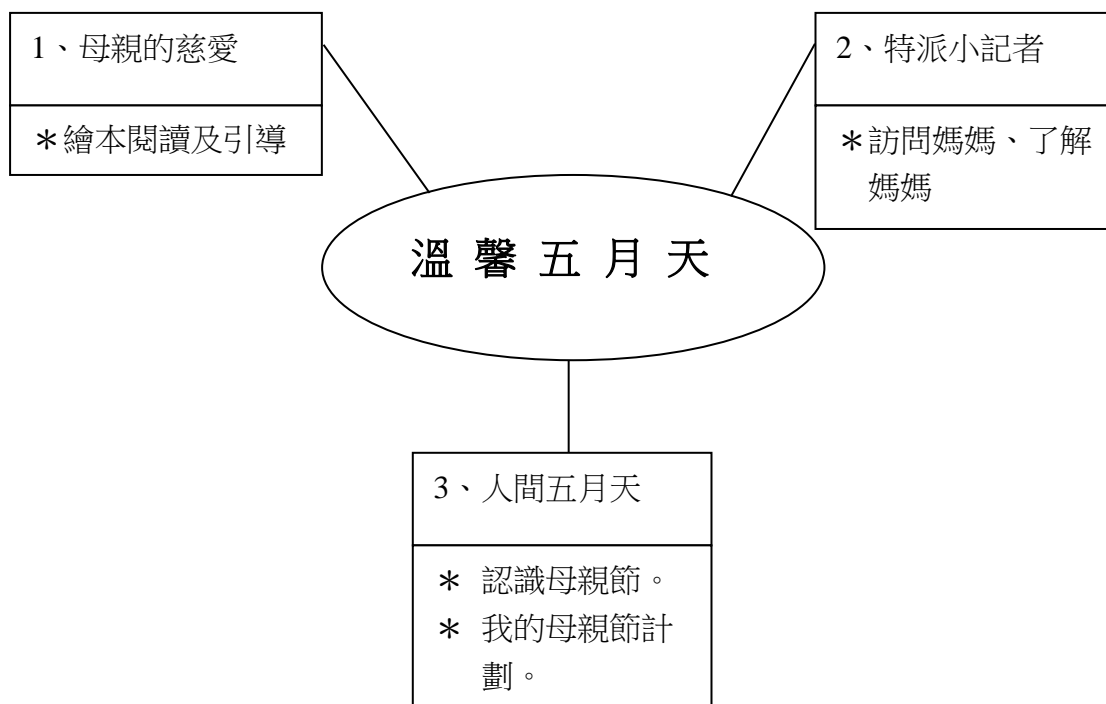 1、母親的慈愛
＊繪本閱讀及引導
2、特派小記者
＊訪問媽媽、了解
媽媽
溫馨五月天
3、人間五月天
＊ 認識母親節。
＊ 我的母親節計
劃。